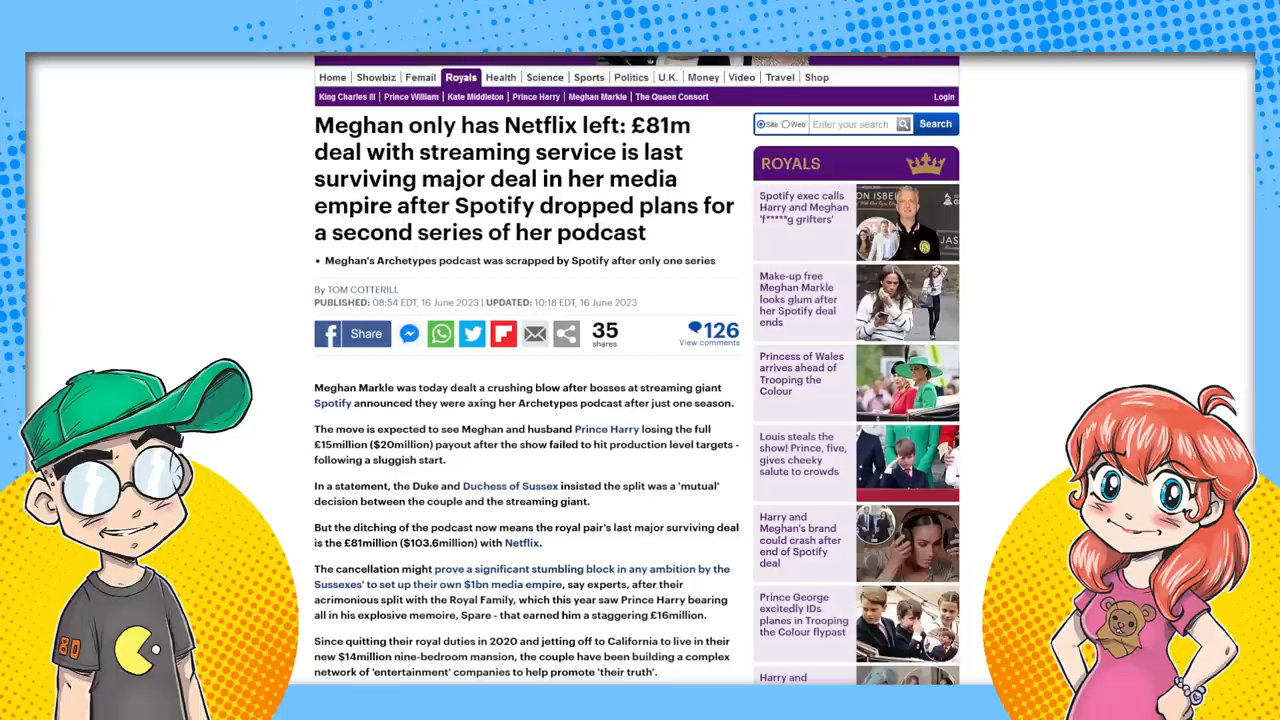 Home Showbiz Femail Royals Health Science Sports Politics U.K. Money Video Travel Shop
King Charles III Prince William Kate Middleton Prince Harry Meghan Markle The Queen Consort Login
Meghan only has Netflix left: £81m
deal with streaming service is last
surviving major deal in her media
empire after Spotify dropped plans for
a second series of her podcast
• Meghan's Archetypes podcast was scrapped by Spotify after only one series
By TOM COTTERILL
PUBLISHED: 08:54 EDT, 16 June 2023 | UPDATED: 10:18 EDT, 16 June 2023
Share
35
shares
126
View comments
Meghan Markle was today dealt a crushing blow after bosses at streaming giant
Spotify announced they were axing her Archetypes podcast after just one season.
The move is expected to see Meghan and husband Prince Harry losing the full
£15million ($20million) payout after the show failed to hit production level targets -
following a sluggish start.
In a statement, the Duke and Duchess of Sussex insisted the split was a 'mutual'
decision between the couple and the streaming giant.
But the ditching of the podcast now means the royal pair's last major surviving deal
is the £81million ($103.6million) with Netflix.
The cancellation might prove a significant stumbling block in any ambition by the
Sussexes' to set up their own $1bn media empire, say experts, after their
acrimonious split with the Royal Family, which this year saw Prince Harry bearing
all in his explosive memoire, Spare - that earned him a staggering £16million.
Since quitting their royal duties in 2020 and jetting off to California to live in their
new $14million nine-bedroom mansion, the couple have been building a complex
network of 'entertainment' companies to help promote 'their truth'.
Site Web Enter your search Search
ROYALS
Spotify exec calls
Harry and Meghan
'f*****g grifters'
ON ISBEL
JAS
Make-up free
Meghan Markle
looks glum after
her Spotify deal
ends
Princess of Wales
arrives ahead of
Trooping the
Colour
Louis steals the
show! Prince, five,
gives cheeky
salute to crowds
Harry and
Meghan's brand
could crash after
end of Spotify
deal
Prince George
excitedly IDs
planes in Trooping
the Colour flypast
Harry and
80